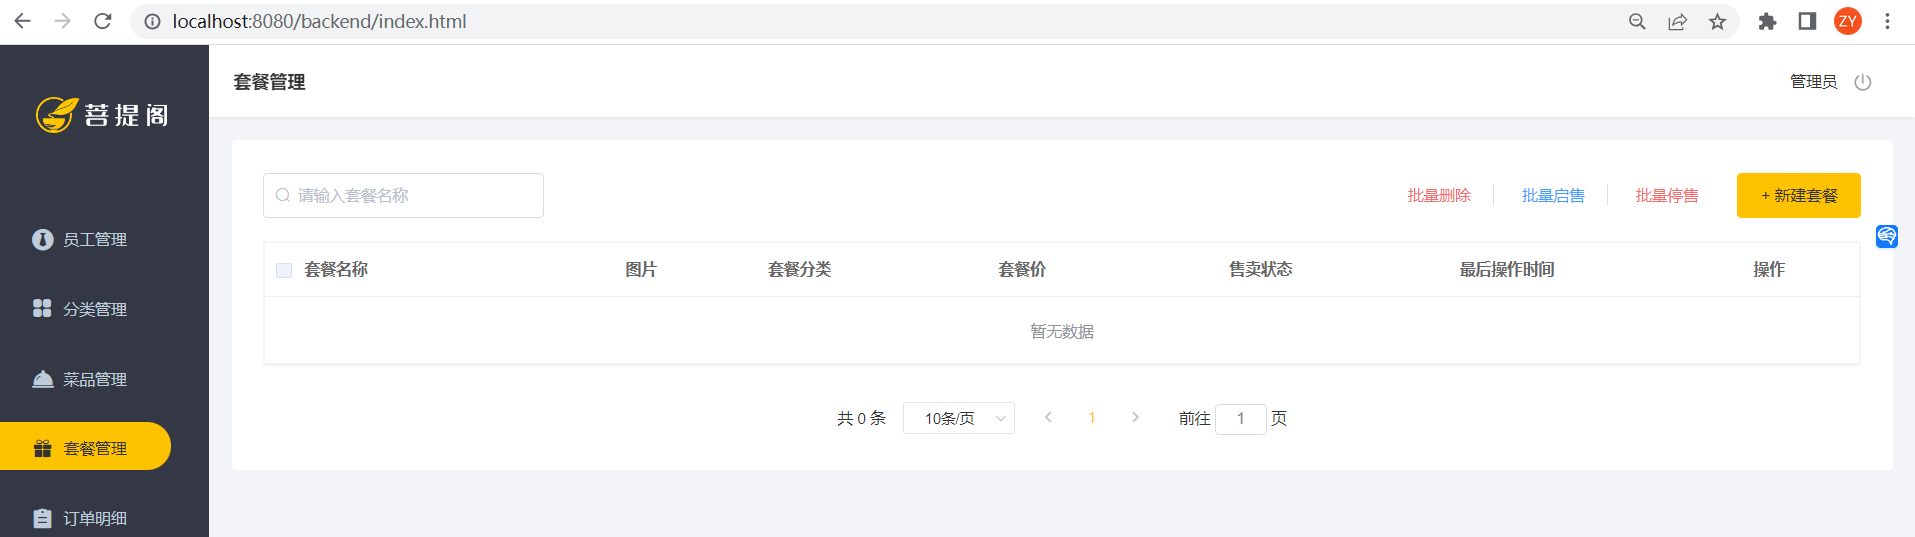 localhost:8080/backend/index.html
ZY
菩提阁
员工管理
分类管理
菜品管理
套餐管理
订单明细
套餐管理
管理员
请输入套餐名称
批量删除 批量启售 批量停售 + 新建套餐
套餐名称 图片 套餐分类 套餐价 售卖状态 最后操作时间 操作
暂无数据
共 0 条 10条/页 1 前往 1 页